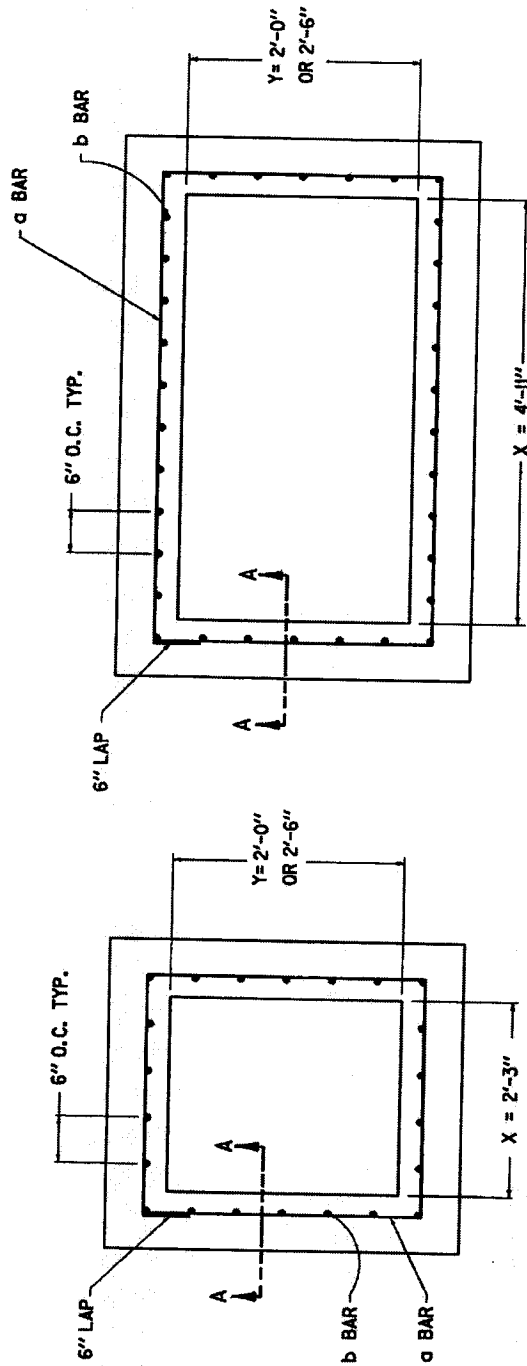 6" LAP
6" O.C. TYP.
A
A
Y= 2'-0"
OR 2'-6"
b BAR
a BAR
X = 2'-3"
6" LAP
6" O.C. TYP.
a BAR
b BAR
A
A
Y= 2'-0"
OR 2'-6"
X = 4'-11"